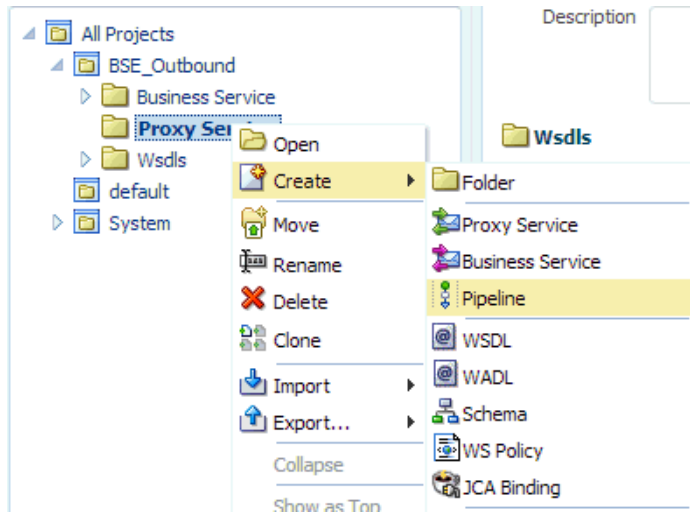 All Projects
BSE_Outbound
Business Service
Proxy Ser
Wsdls
default
System
Description
Wsdls
Open
Create
Move
Rename
Delete
Clone
Import
Export...
Collapse
Show as Top
Folder
Proxy Service
Business Service
Pipeline
WSDL
WADL
Schema
WS Policy
JCA Binding